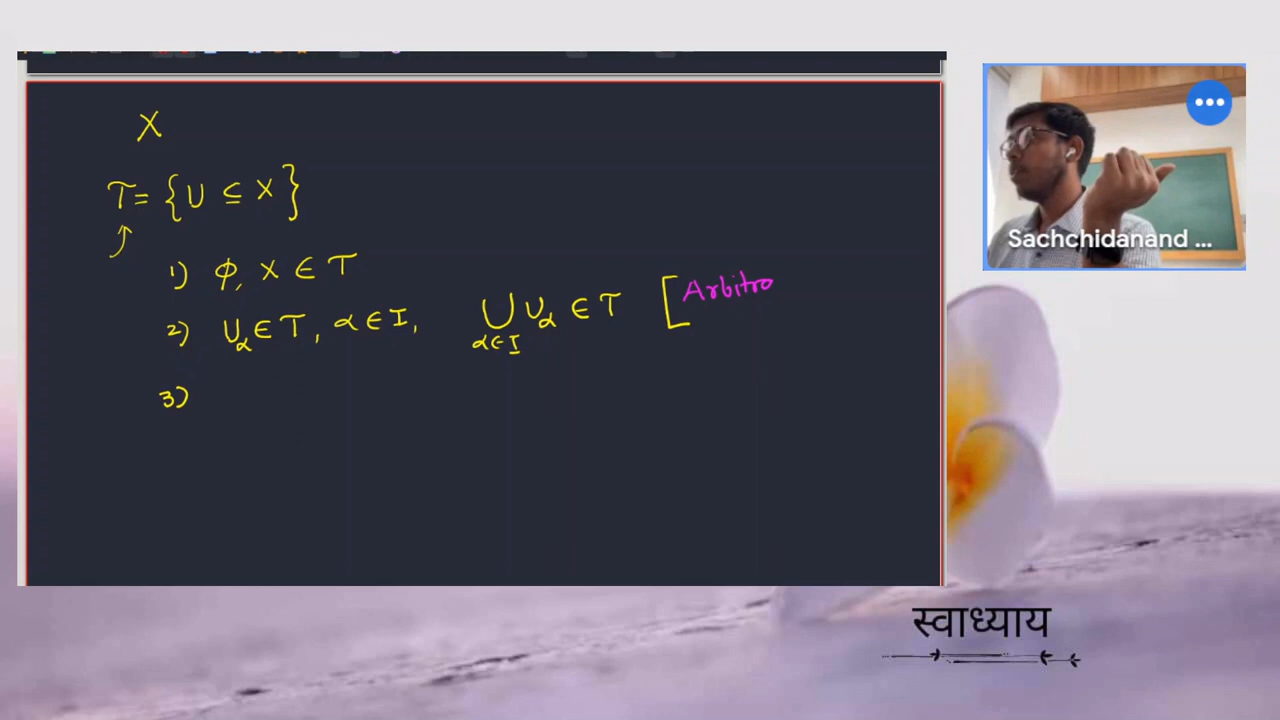 X
τ = {U ⊆ X}
1) φ, X ∈ τ
2) U_α ∈ τ, α ∈ I, ⋃_{α∈I} U_α ∈ τ [Arbitra
3)
Sachchidanand ...
स्वाध्याय